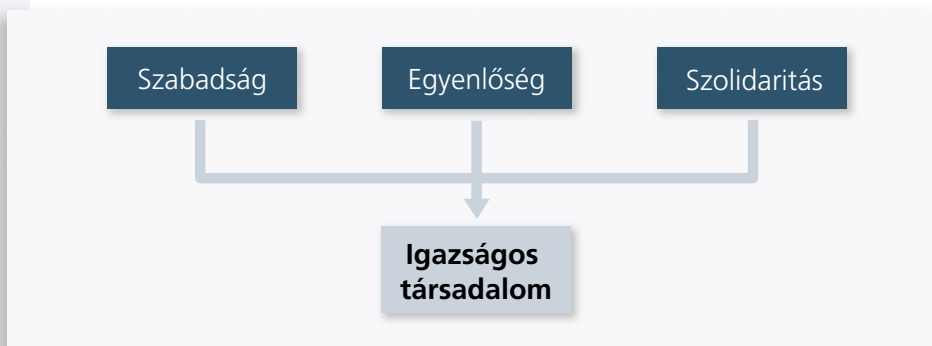 Szabadság
Egyenlőség
Szolidaritás
Igazságos
társadalom